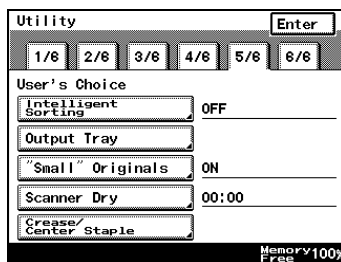 Utility
Enter
1/6 2/6 3/6 4/6 5/6 6/6
User's Choice
Intelligent
Sorting
OFF
Output Tray
"Small" Originals
ON
Scanner Dry
00:00
Crease/
Center Staple
Memory 100%
Free